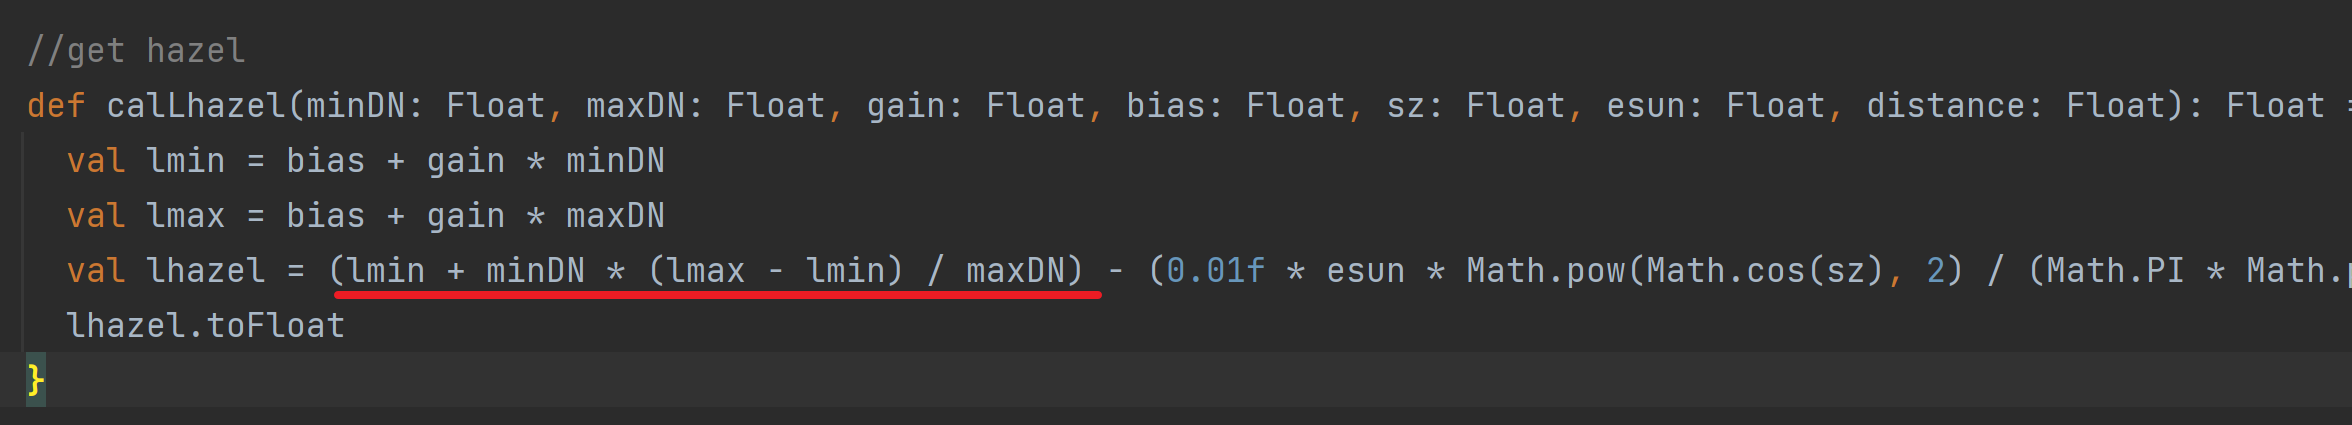 //get hazel
def calLhazel(minDN: Float, maxDN: Float, gain: Float, bias: Float, sz: Float, esun: Float, distance: Float): Float =
val lmin = bias + gain * minDN
val lmax = bias + gain * maxDN
val lhazel = (lmin + minDN * (lmax - lmin) / maxDN) - (0.01f * esun * Math.pow(Math.cos(sz), 2) / (Math.PI * Math.p
lhazel.toFloat
}